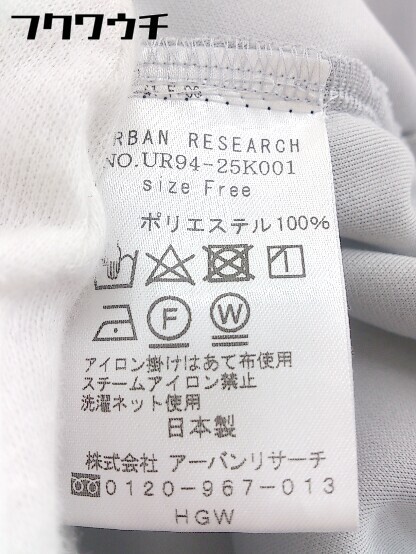 フクワウチ
RBAN RESEARCH
NO.UR94-25K001
size Free
ポリエステル100%
F W
アイロン掛けはあて布使用
スチームアイロン禁止
洗濯ネット使用
日本製
株式会社 アーバンリサーチ
0120-967-013
HGW